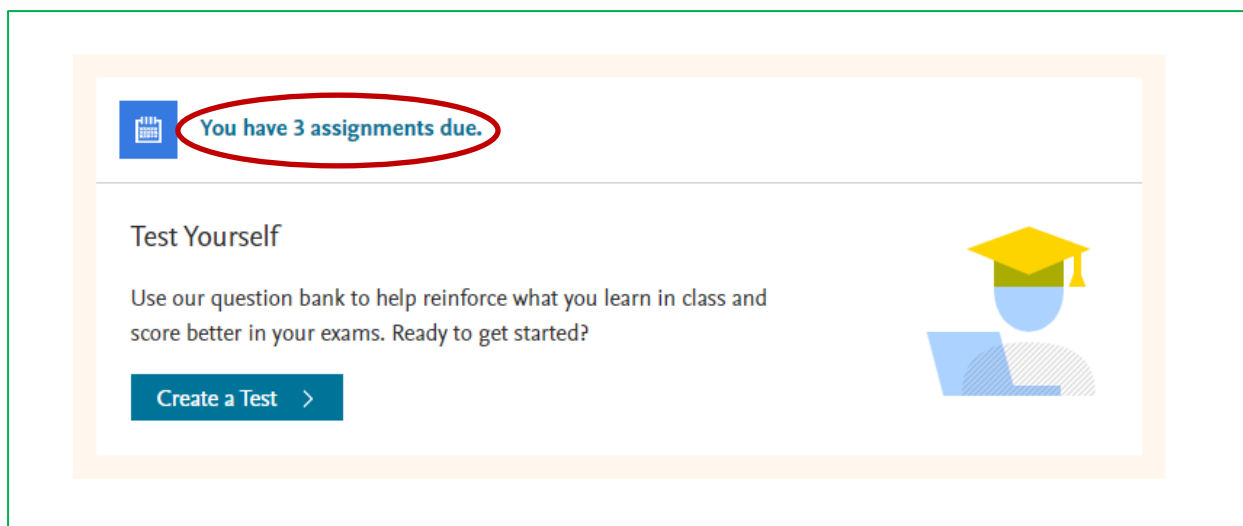 You have 3 assignments due.
Test Yourself
Use our question bank to help reinforce what you learn in class and
score better in your exams. Ready to get started?
Create a Test >